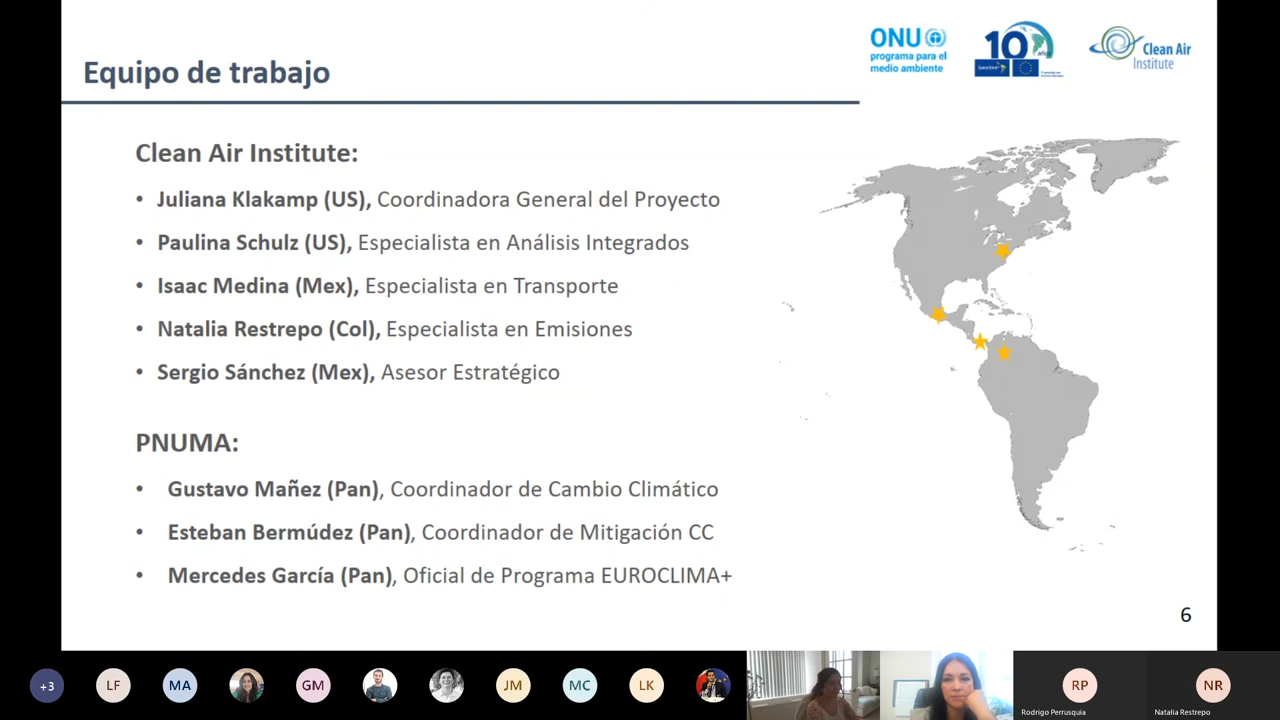 Equipo de trabajo
ONU
programa para el
medio ambiente
10
Clean Air
Institute
Clean Air Institute:
• Juliana Klakamp (US), Coordinadora General del Proyecto
• Paulina Schulz (US), Especialista en Análisis Integrados
• Isaac Medina (Mex), Especialista en Transporte
• Natalia Restrepo (Col), Especialista en Emisiones
• Sergio Sánchez (Mex), Asesor Estratégico
PNUMA:
• Gustavo Mañez (Pan), Coordinador de Cambio Climático
• Esteban Bermúdez (Pan), Coordinador de Mitigación CC
• Mercedes García (Pan), Oficial de Programa EUROCLIMA+
6
+3
LF
MA
GM
JM
MC
LK
RP
NR
Rodrigo Perrusquia
Natalia Restrepo